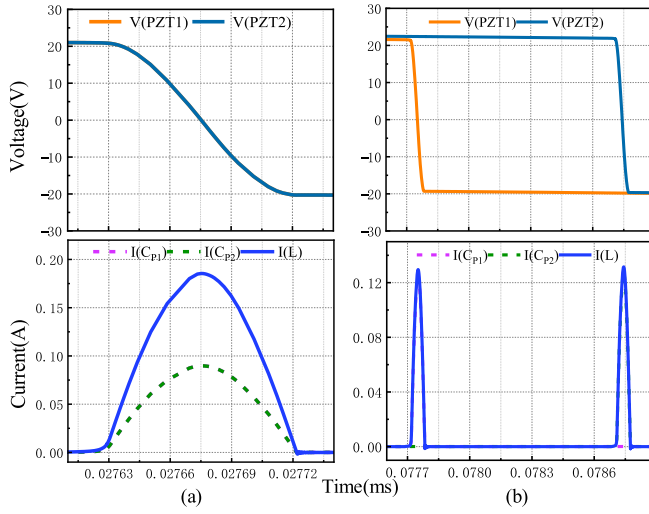 V(PZT1) V(PZT2)
30
20
10
0
−10
−20
−30
Voltage(V)
V(PZT1) V(PZT2)
30
20
10
0
−10
−20
−30
I(CP1) I(CP2) I(L)
0.20
0.15
0.10
0.05
0.00
Current(A)
0.02763 0.02766 0.02769 0.02772
(a)
I(CP1) I(CP2) I(L)
0.12
0.08
0.04
0.00
0.0777 0.0780 0.0783 0.0786
Time(ms)
(b)